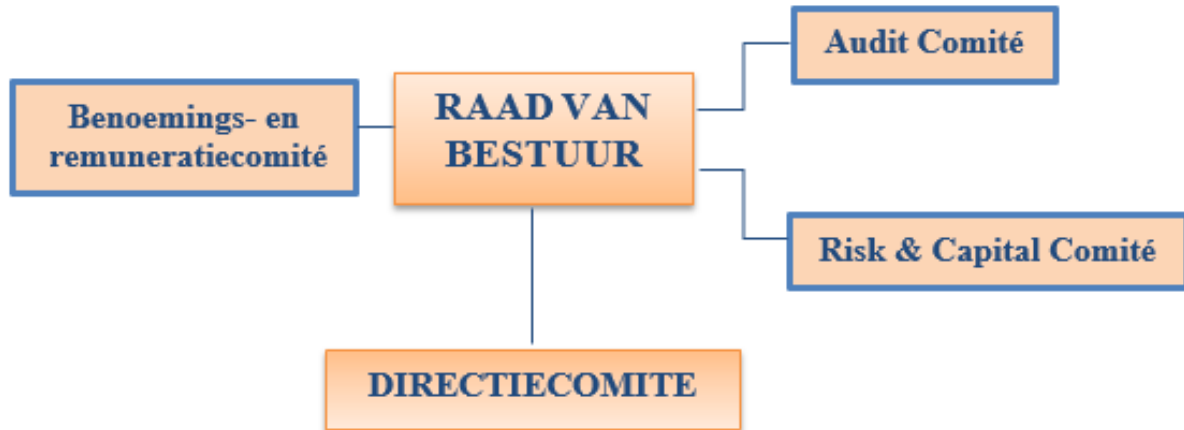 Audit Comité
Benoemings- en
remuneratiecomité
RAAD VAN
BESTUUR
Risk & Capital Comité
DIRECTIECOMITE